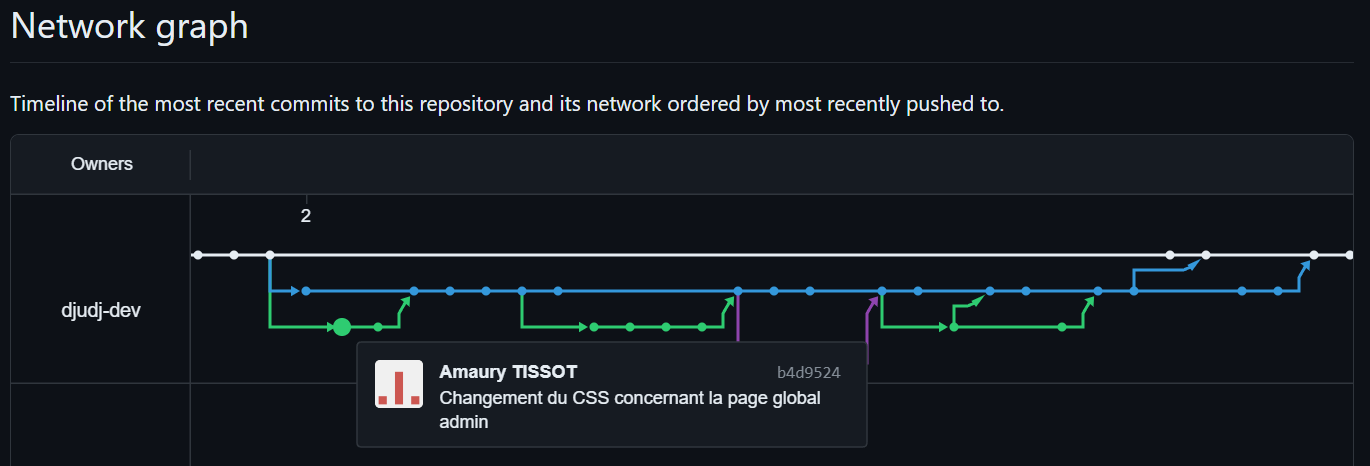 Network graph
Timeline of the most recent commits to this repository and its network ordered by most recently pushed to.
Owners
2
djudj-dev
Amaury TISSOT b4d9524
Changement du CSS concernant la page global
admin